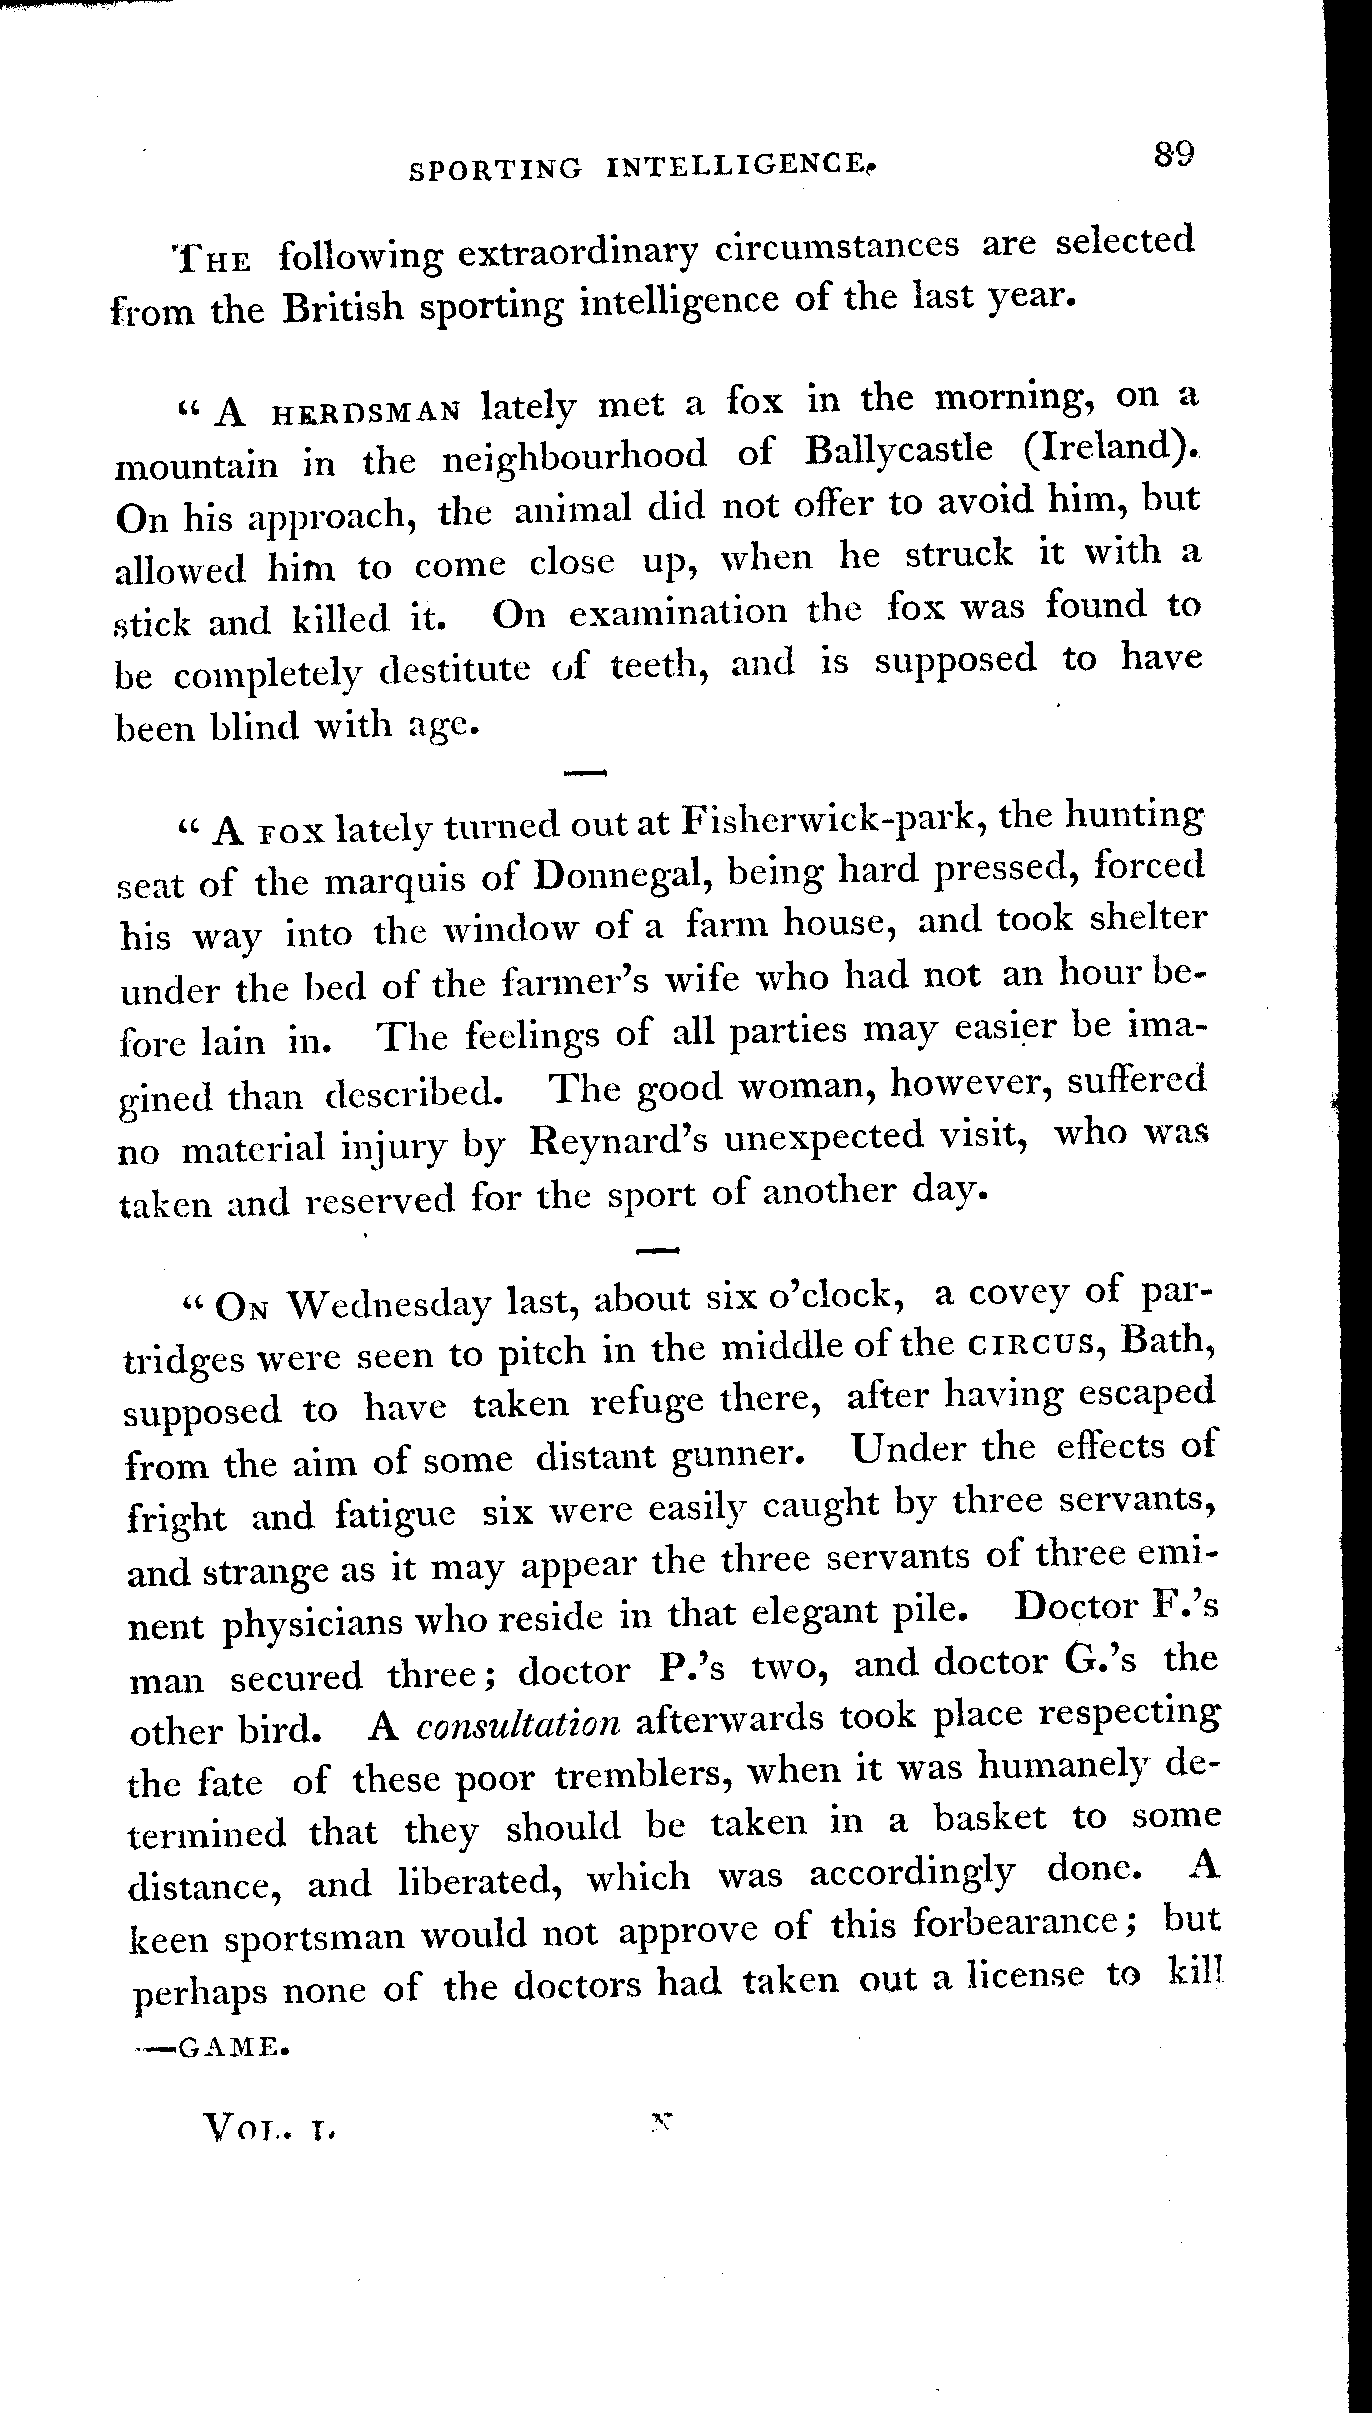 SPORTING INTELLIGENCE. 89
THE following extraordinary circumstances are selected
from the British sporting intelligence of the last year.
“ A HERDSMAN lately met a fox in the morning, on a
mountain in the neighbourhood of Ballycastle (Ireland).
On his approach, the animal did not offer to avoid him, but
allowed him to come close up, when he struck it with a
stick and killed it. On examination the fox was found to
be completely destitute of teeth, and is supposed to have
been blind with age.
—
“ A FOX lately turned out at Fisherwick-park, the hunting
seat of the marquis of Donnegal, being hard pressed, forced
his way into the window of a farm house, and took shelter
under the bed of the farmer’s wife who had not an hour be-
fore lain in. The feelings of all parties may easier be ima-
gined than described. The good woman, however, suffered
no material injury by Reynard’s unexpected visit, who was
taken and reserved for the sport of another day.
—
“ ON Wednesday last, about six o’clock, a covey of par-
tridges were seen to pitch in the middle of the CIRCUS, Bath,
supposed to have taken refuge there, after having escaped
from the aim of some distant gunner. Under the effects of
fright and fatigue six were easily caught by three servants,
and strange as it may appear the three servants of three emi-
nent physicians who reside in that elegant pile. Doctor F.’s
man secured three; doctor P.’s two, and doctor G.’s the
other bird. A consultation afterwards took place respecting
the fate of these poor tremblers, when it was humanely de-
termined that they should be taken in a basket to some
distance, and liberated, which was accordingly done. A
keen sportsman would not approve of this forbearance; but
perhaps none of the doctors had taken out a license to kill
—GAME.
VOL. I.